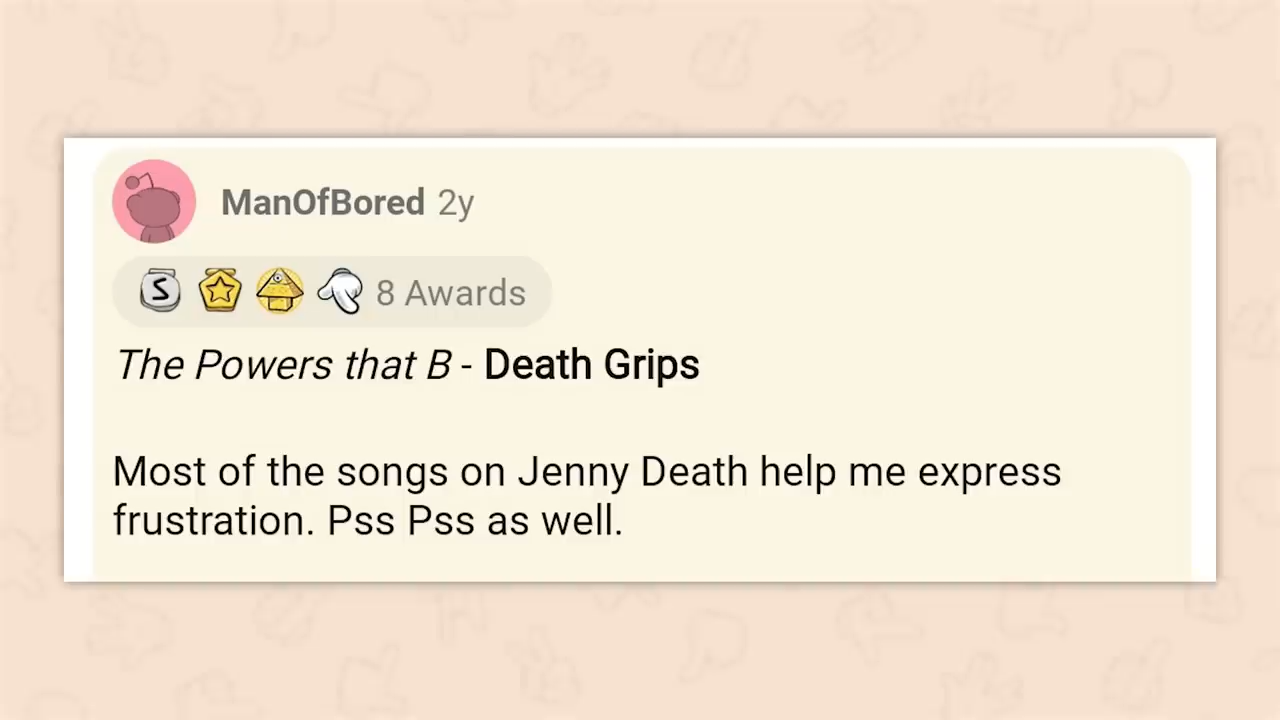 ManOfBored 2y
S 8 Awards
The Powers that B - Death Grips
Most of the songs on Jenny Death help me express
frustration. Pss Pss as well.